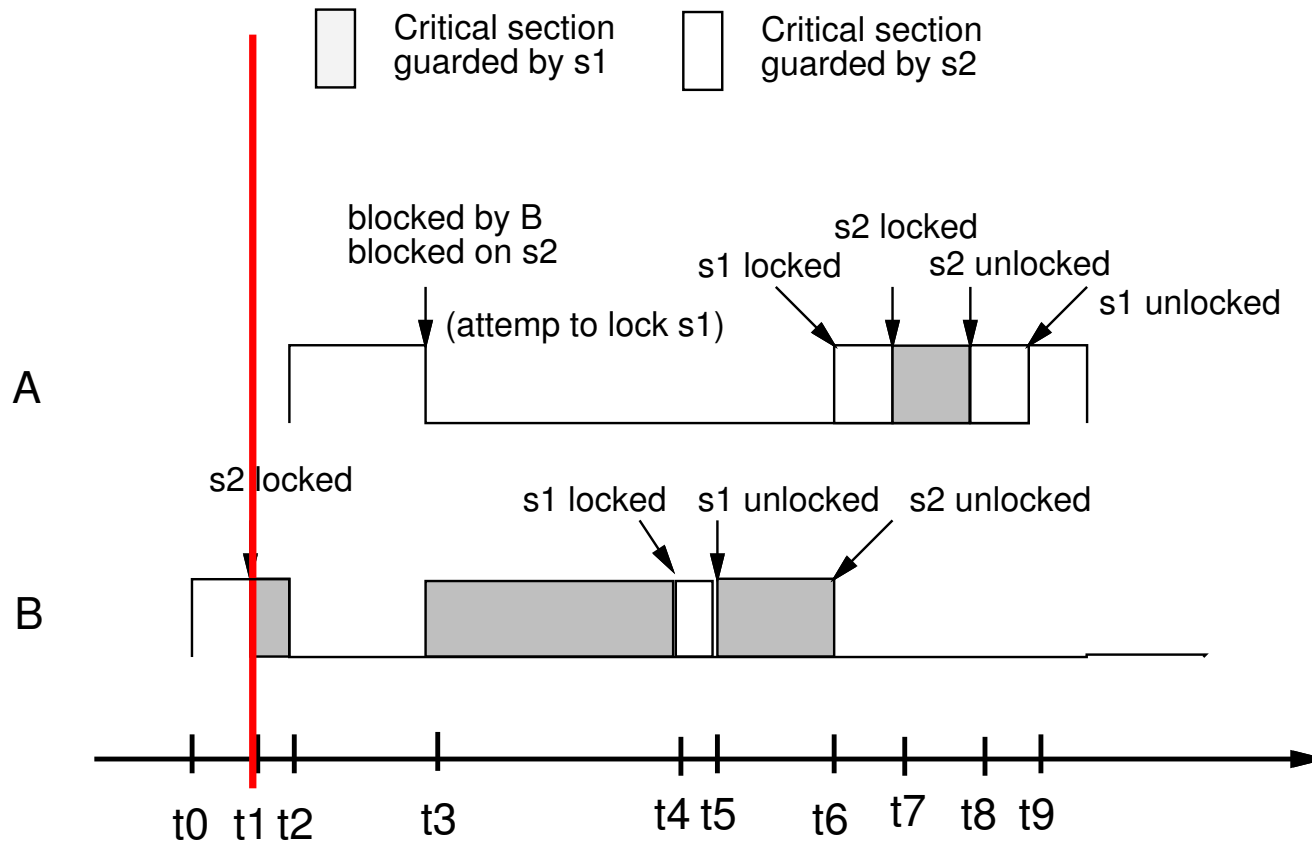 Critical section
guarded by s1
Critical section
guarded by s2
blocked by B
blocked on s2
(attemp to lock s1)
s1 locked
s2 locked
s2 unlocked
s1 unlocked
A
s2 locked
s1 locked
s1 unlocked
s2 unlocked
B
t0 t1 t2 t3 t4 t5 t6 t7 t8 t9